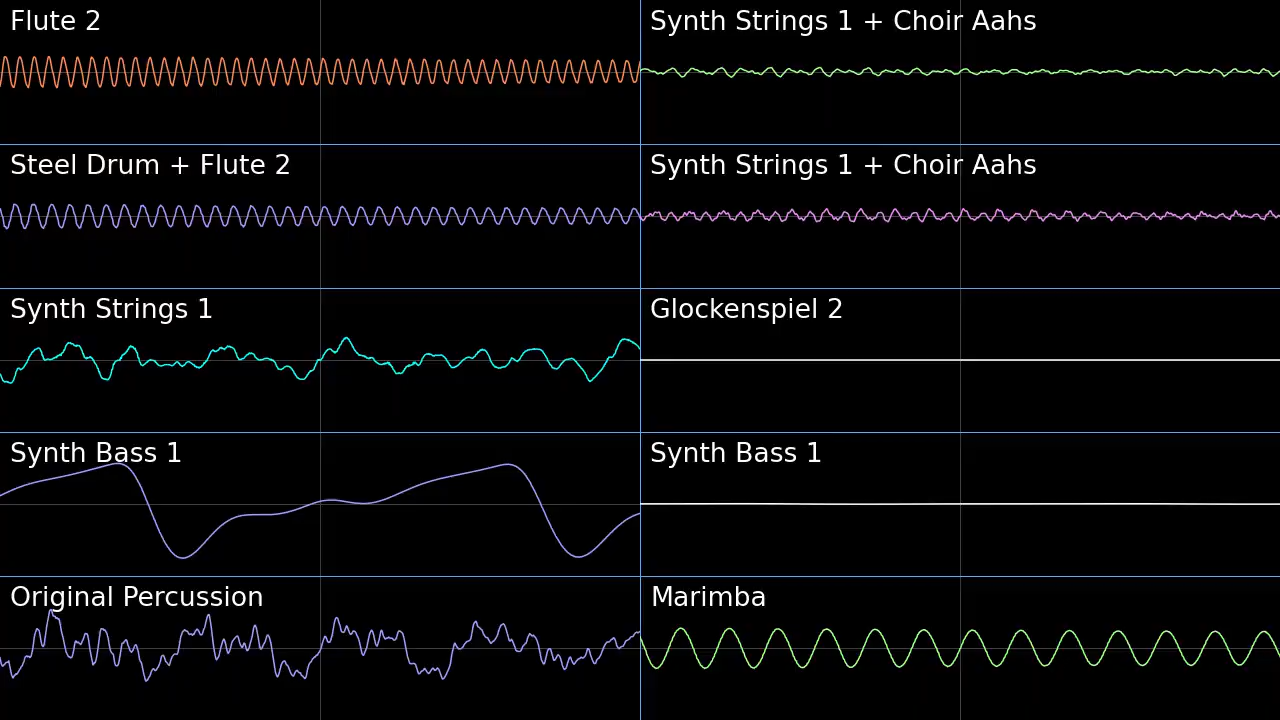 Flute 2
Synth Strings 1 + Choir Aahs
Steel Drum + Flute 2
Synth Strings 1 + Choir Aahs
Synth Strings 1
Glockenspiel 2
Synth Bass 1
Synth Bass 1
Original Percussion
Marimba